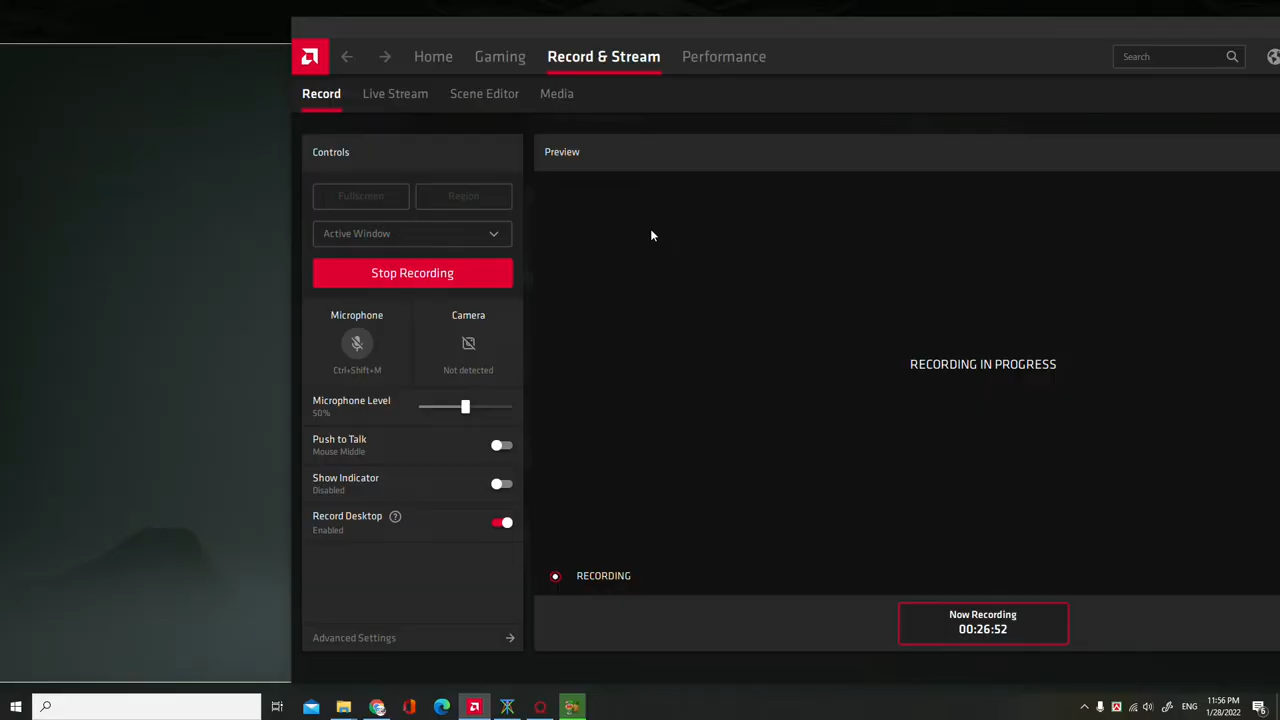 Home Gaming Record & Stream Performance
Search
Record Live Stream Scene Editor Media
Controls
Preview
Fullscreen Region
Active Window
Stop Recording
Microphone Camera
Ctrl+Shift+M Not detected
RECORDING IN PROGRESS
Microphone Level
50%
Push to Talk
Mouse Middle
Show Indicator
Disabled
Record Desktop ?
Enabled
RECORDING
Now Recording
00:26:52
Advanced Settings
ENG
11:56 PM
1/28/2022